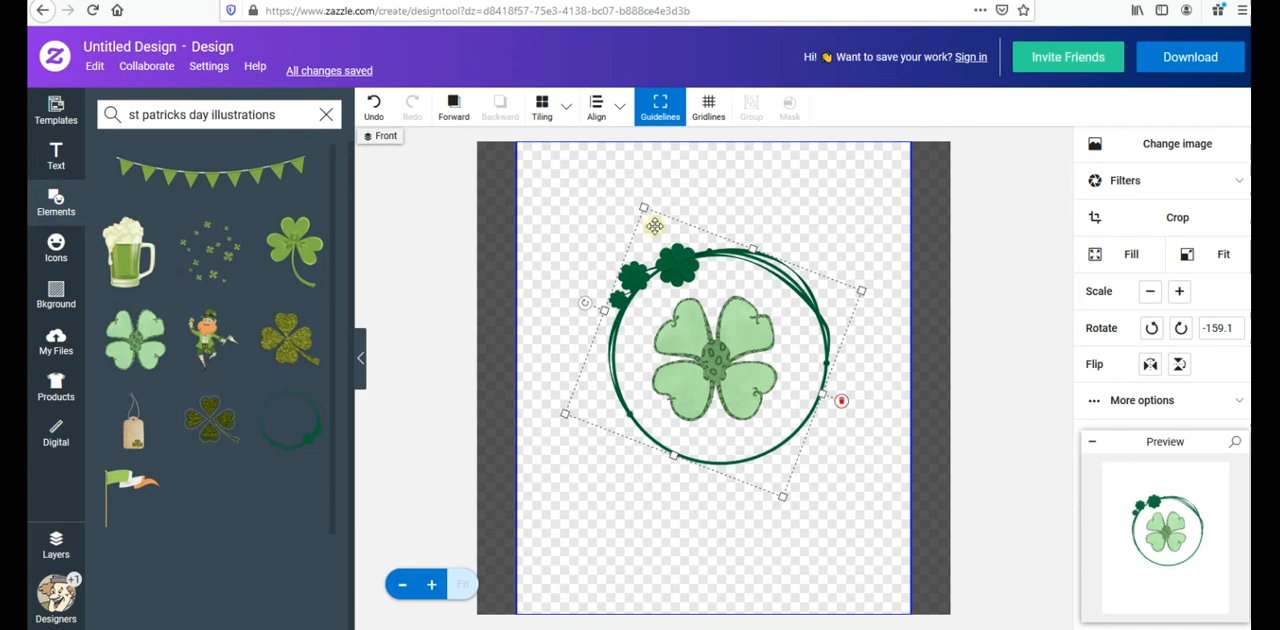 https://www.zazzle.com/create/designtool?dz=d8418f57-75e3-4138-bc07-b888ce4e3d3b
Z
Untitled Design - Design
Edit Collaborate Settings Help All changes saved
Hi! 👋 Want to save your work? Sign in
Invite Friends
Download
Templates
Text
Elements
Icons
Bkground
My Files
Products
Digital
Layers
+1
Designers
st patricks day illustrations
Undo Redo Forward Backward Tiling Align Guidelines Gridlines Group Mask
Front
Fit
Change image
Filters
Crop
Fill Fit
Scale
Rotate -159.1
Flip
More options
Preview